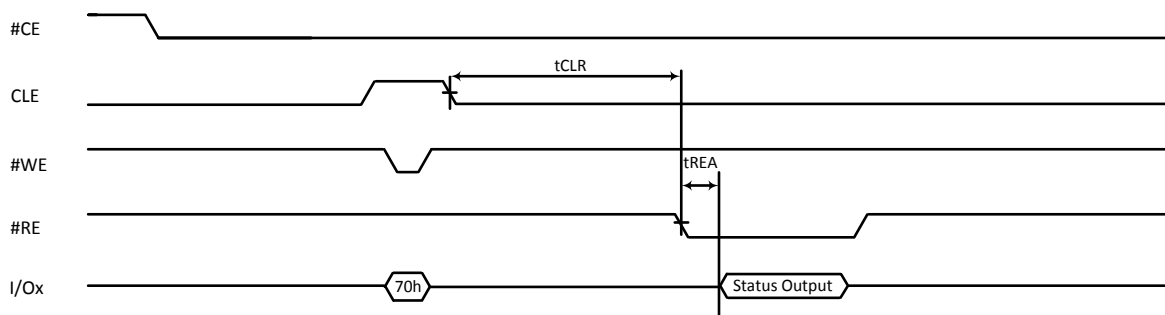 #CE
tCLR
CLE
#WE
tREA
#RE
I/Ox
70h
Status Output